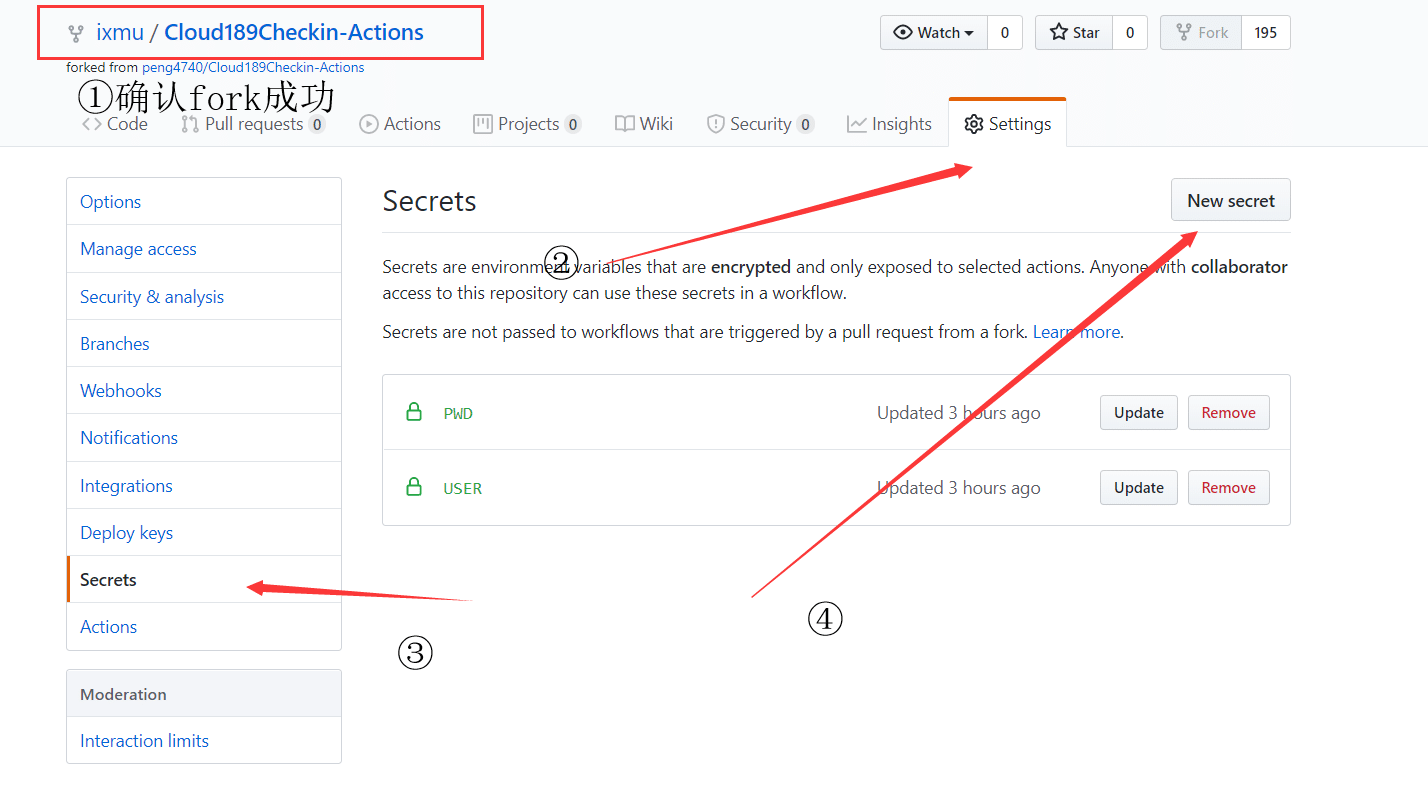 ixmu / Cloud189Checkin-Actions
Watch 0 Star 0 Fork 195
forked from peng4740/Cloud189Checkin-Actions
①确认fork成功
Code Pull requests 0 Actions Projects 0 Wiki Security 0 Insights Settings
Options
Manage access
Security & analysis
Branches
Webhooks
Notifications
Integrations
Deploy keys
Secrets
Actions
Moderation
Interaction limits
Secrets
New secret
②
Secrets are environment variables that are encrypted and only exposed to selected actions. Anyone with collaborator
access to this repository can use these secrets in a workflow.
Secrets are not passed to workflows that are triggered by a pull request from a fork. Learn more.
PWD Updated 3 hours ago Update Remove
USER Updated 3 hours ago Update Remove
③
④